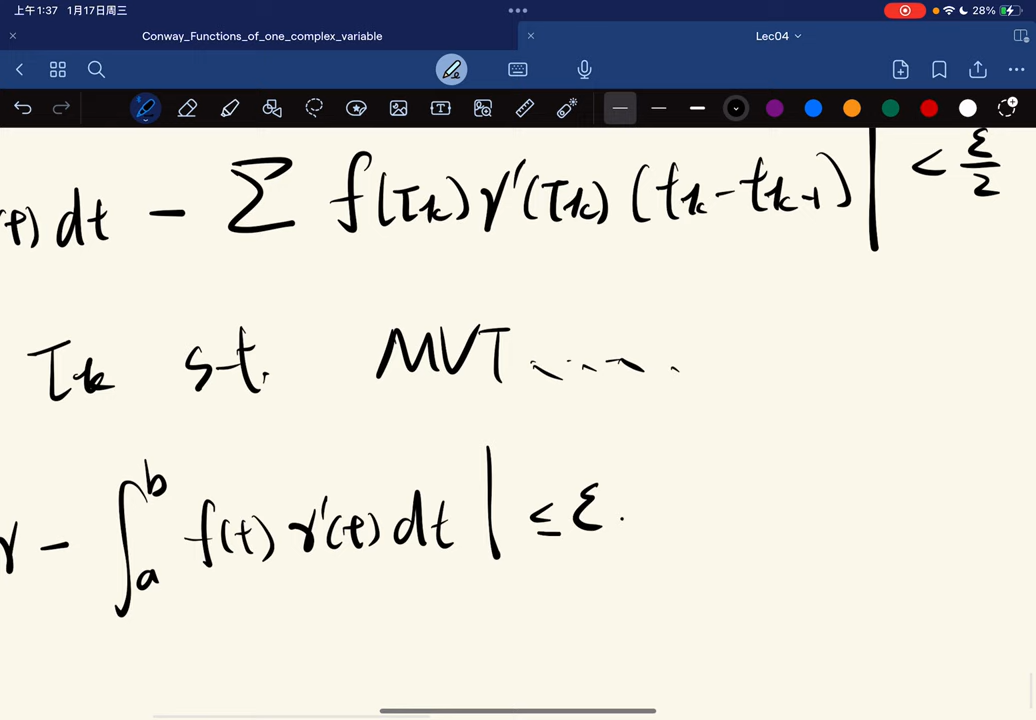 上午1:37 1月17日周三
28%
Conway_Functions_of_one_complex_variable
Lec04
(t) dt - ∑ f(τk) γ'(τk) (tk - tk-1) | < ε/2
τk s.t. MVT .....
γ - ∫_a^b f(t) γ'(t) dt | ≤ ε.